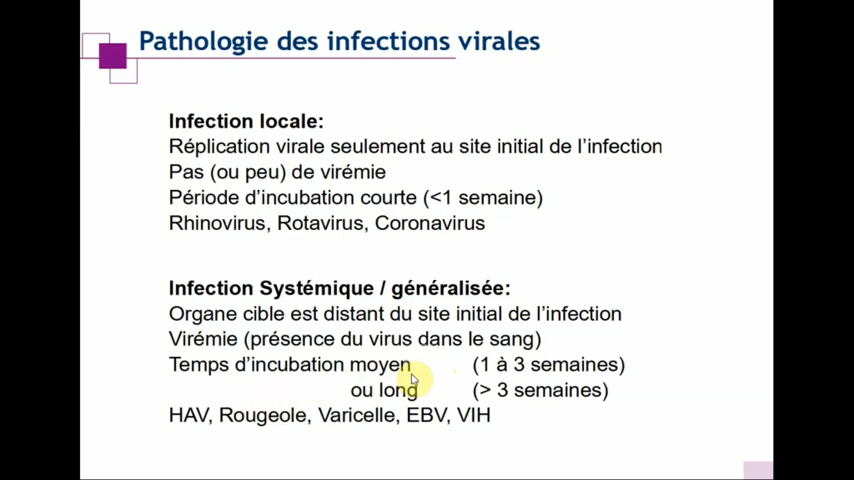 Pathologie des infections virales
Infection locale:
Réplication virale seulement au site initial de l'infection
Pas (ou peu) de virémie
Période d'incubation courte (<1 semaine)
Rhinovirus, Rotavirus, Coronavirus
Infection Systémique / généralisée:
Organe cible est distant du site initial de l'infection
Virémie (présence du virus dans le sang)
Temps d'incubation moyen (1 à 3 semaines)
ou long (> 3 semaines)
HAV, Rougeole, Varicelle, EBV, VIH